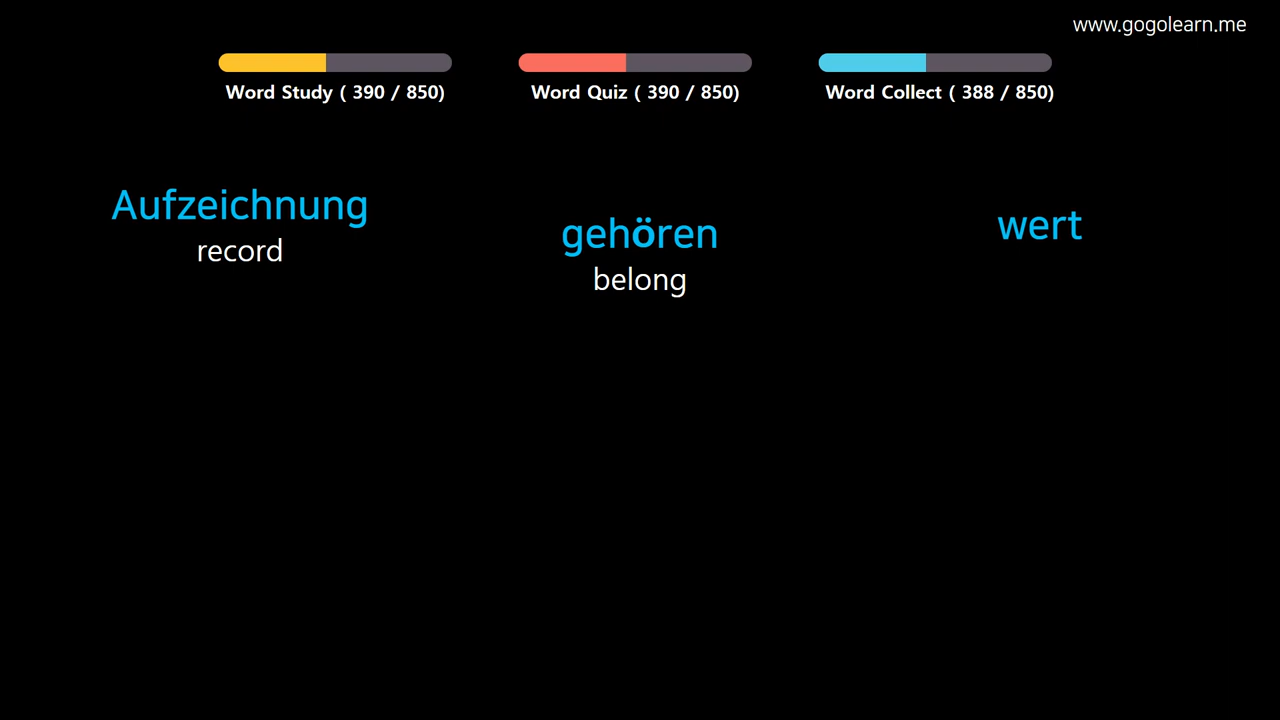 www.gogolearn.me
Word Study ( 390 / 850)
Word Quiz ( 390 / 850)
Word Collect ( 388 / 850)
Aufzeichnung
record
gehören
belong
wert